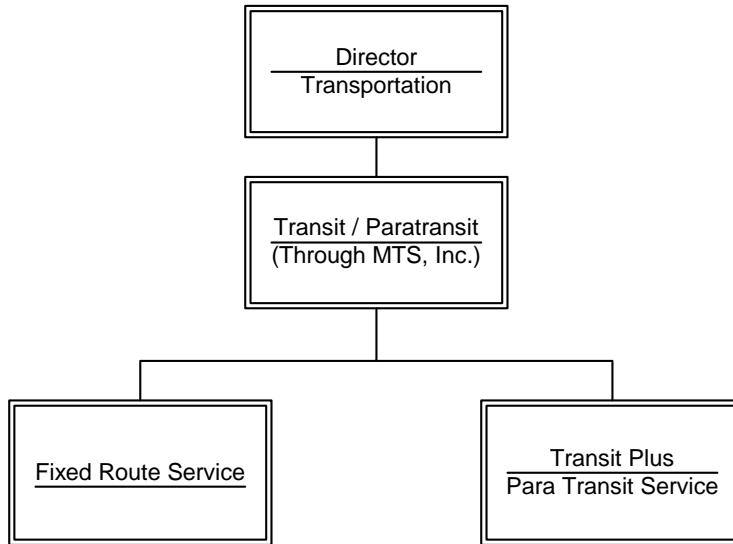 Director
Transportation
Transit / Paratransit
(Through MTS, Inc.)
Fixed Route Service
Transit Plus
Para Transit Service